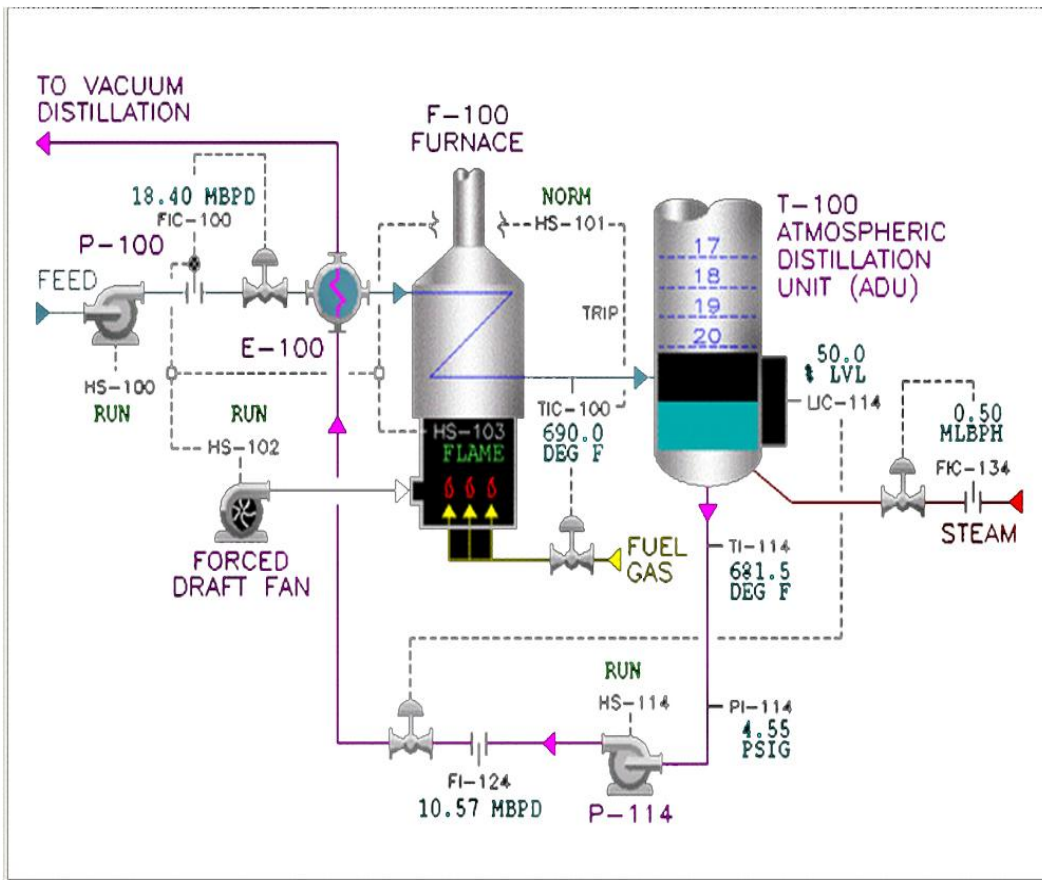 TO VACUUM
DISTILLATION
F-100
FURNACE
18.40 MBPD
FIC-100
NORM
HS-101
T-100
ATMOSPHERIC
DISTILLATION
UNIT (ADU)
P-100
FEED
17
18
19
20
TRIP
E-100
HS-100
RUN
RUN
HS-102
50.0
% LVL
LIC-114
TIC-100
690.0
DEG F
HS-103
FLAME
0.50
MLBPH
FIC-134
STEAM
FORCED
DRAFT FAN
FUEL
GAS
TI-114
681.5
DEG F
RUN
HS-114
PI-114
4.55
PSIG
FI-124
10.57 MBPD
P-114